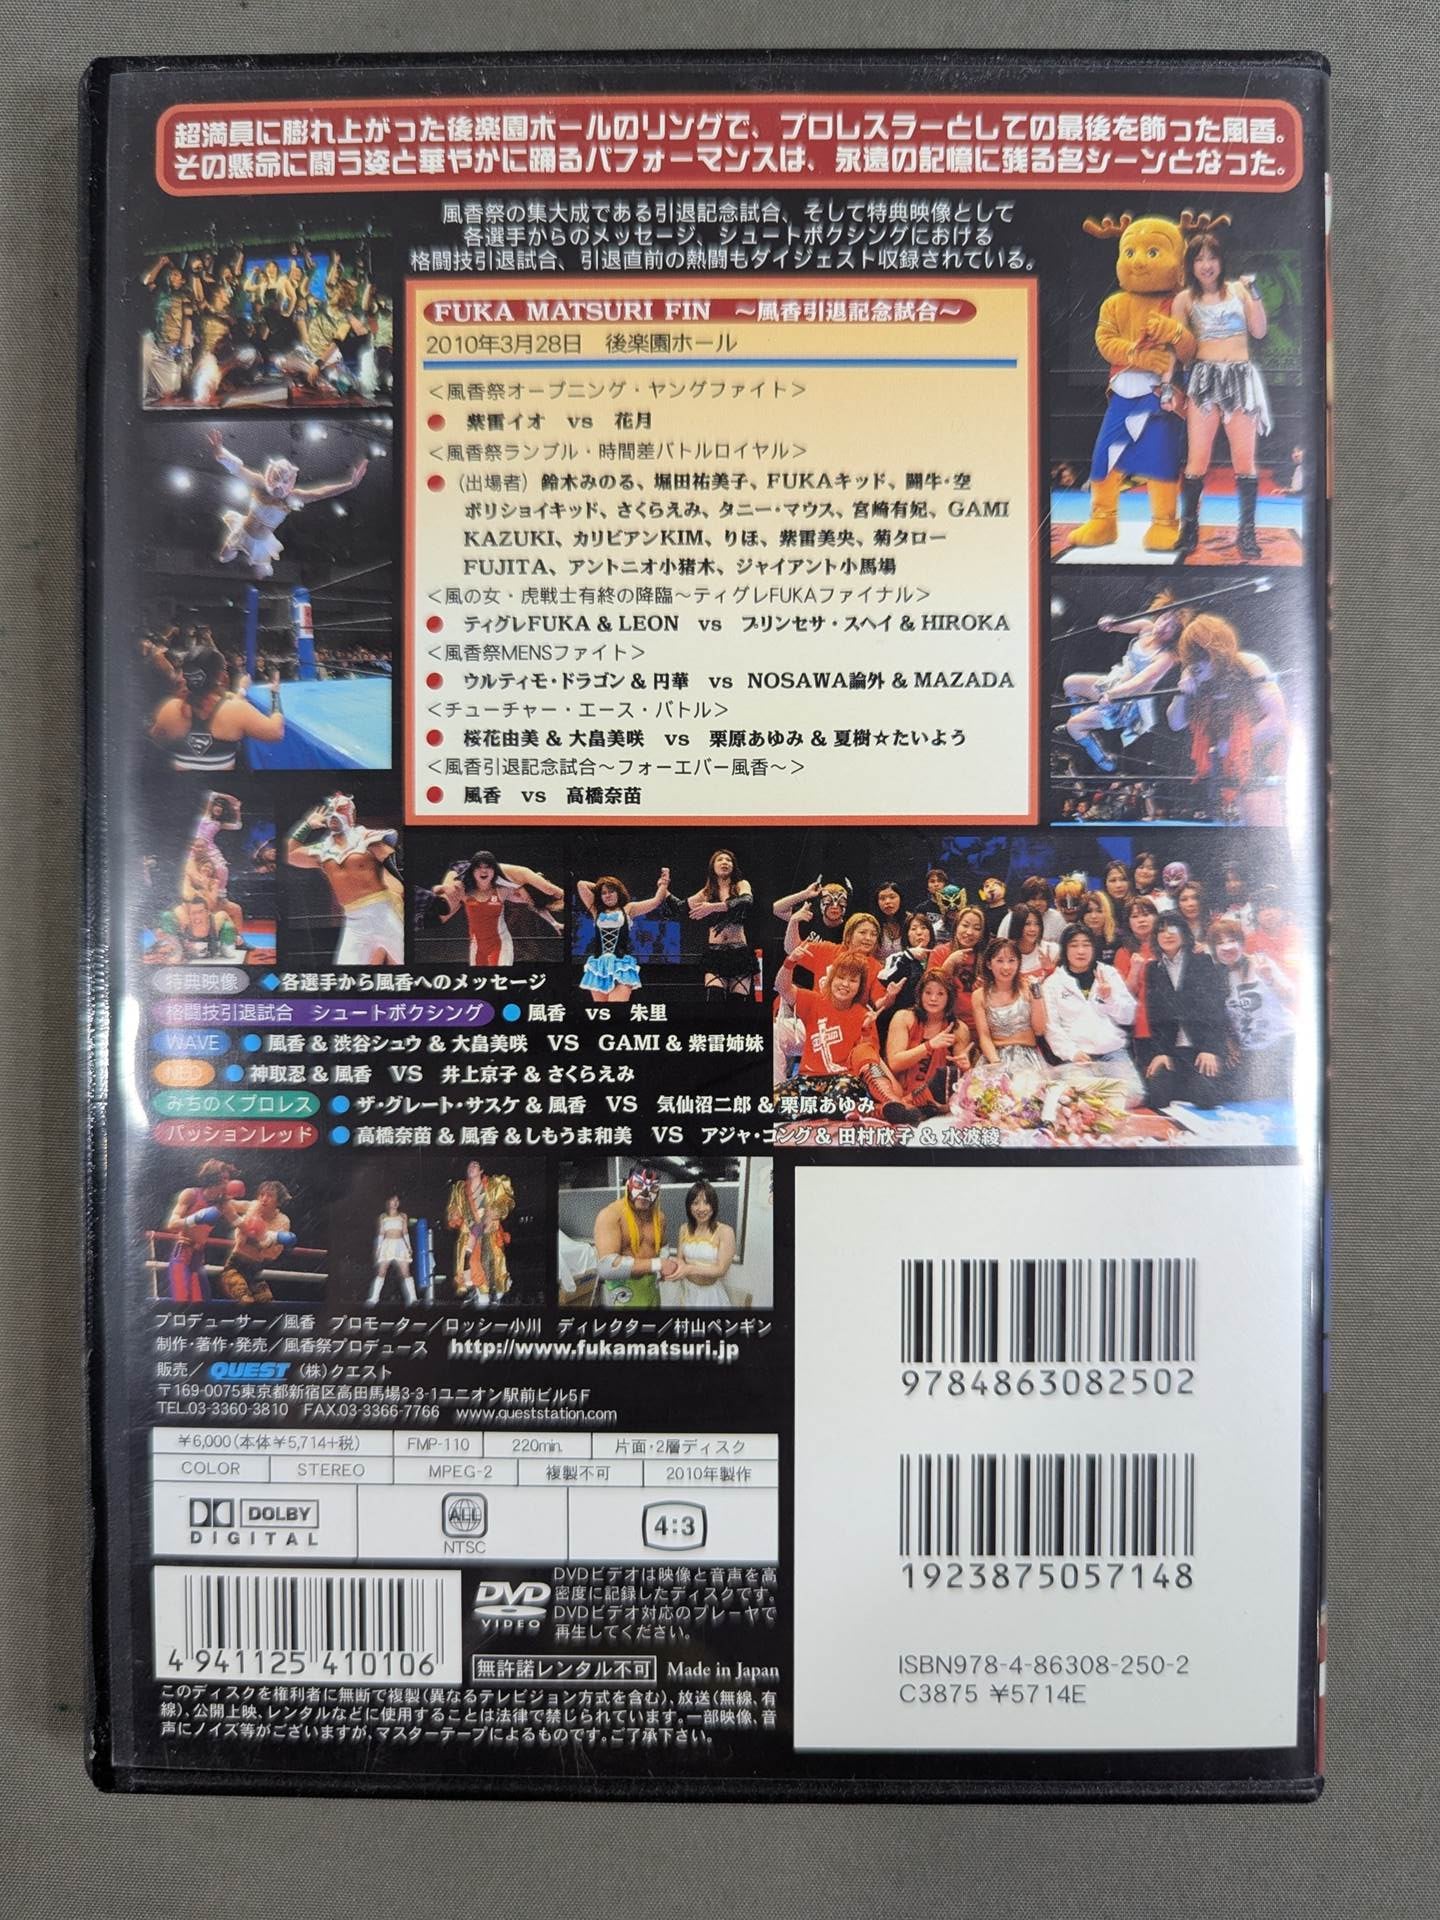 超満員に膨れ上がった後楽園ホールのリングで、プロレスラーとしての最後を飾った風香。
その懸命に闘う姿と華やかに踊るパフォーマンスは、永遠の記憶に残る名シーンとなった。
風香祭の集大成である引退記念試合、そして特典映像として
各選手からのメッセージ、シュートボクシングにおける
格闘技引退試合、引退直前の熱闘もダイジェスト収録されている。
FUKA MATSURI FIN ～風香引退記念試合～
2010年3月28日 後楽園ホール
＜風香祭オープニング・ヤングファイト＞
● 紫雷イオ vs 花月
＜風香祭ランブル・時間差バトルロイヤル＞
● (出場者) 鈴木みのる、堀田祐美子、FUKAキッド、闘牛・空
ボリショイキッド、さくらえみ、タニー・マウス、宮崎有妃、GAMI
KAZUKI、カリビアンKIM、りほ、紫雷美央、菊タロー
FUJITA、アントニオ小猪木、ジャイアント小馬場
＜風の女・虎戦士有終の降臨～ティグレFUKAファイナル＞
● ティグレFUKA & LEON vs プリンセサ・スヘイ & HIROKA
＜風香祭MENSファイト＞
● ウルティモ・ドラゴン & 円華 vs NOSAWA論外 & MAZADA
＜チューチャー・エース・バトル＞
● 桜花由美 & 大畠美咲 vs 栗原あゆみ & 夏樹☆たいよう
＜風香引退記念試合～フォーエバー風香～＞
● 風香 vs 高橋奈苗
特典映像 ◆各選手から風香へのメッセージ
格闘技引退試合 シュートボクシング ● 風香 vs 朱里
WAVE ● 風香 & 渋谷シュウ & 大畠美咲 VS GAMI & 紫雷姉妹
NEO ● 神取忍 & 風香 VS 井上京子 & さくらえみ
みちのくプロレス ● ザ・グレート・サスケ & 風香 VS 気仙沼二郎 & 栗原あゆみ
パッションレッド ● 高橋奈苗 & 風香 & しもうま和美 VS アジャ・コング & 田村欣子 & 水波綾
プロデューサー／風香 プロモーター／ロッシー小川 ディレクター／村山ペンギン
制作・著作・発売／風香祭プロデュース http://www.fukamatsuri.jp
販売／ QUEST (株)クエスト
〒169-0075東京都新宿区高田馬場3-3-1ユニオン駅前ビル5F
TEL.03-3360-3810 FAX.03-3366-7766 www.queststation.com
￥6,000(本体￥5,714+税) FMP-110 220min. 片面・2層ディスク
COLOR STEREO MPEG-2 複製不可 2010年製作
DOLBY
DIGITAL
ALL
NTSC
4:3
4 941125 410106
DVD
VIDEO
DVDビデオは映像と音声を高
密度に記録したディスクです。
DVDビデオ対応のプレーヤで
再生してください。
無許諾レンタル不可 Made in Japan
このディスクを権利者に無断で複製(異なるテレビジョン方式を含む)、放送(無線、有
線)、公開上映、レンタルなどに使用することは法律で禁じられています。一部映像、音
声にノイズ等がございますが、マスターテープによるものです。ご了承下さい。
9784863082502
1923875057148
ISBN978-4-86308-250-2
C3875 ￥5714E